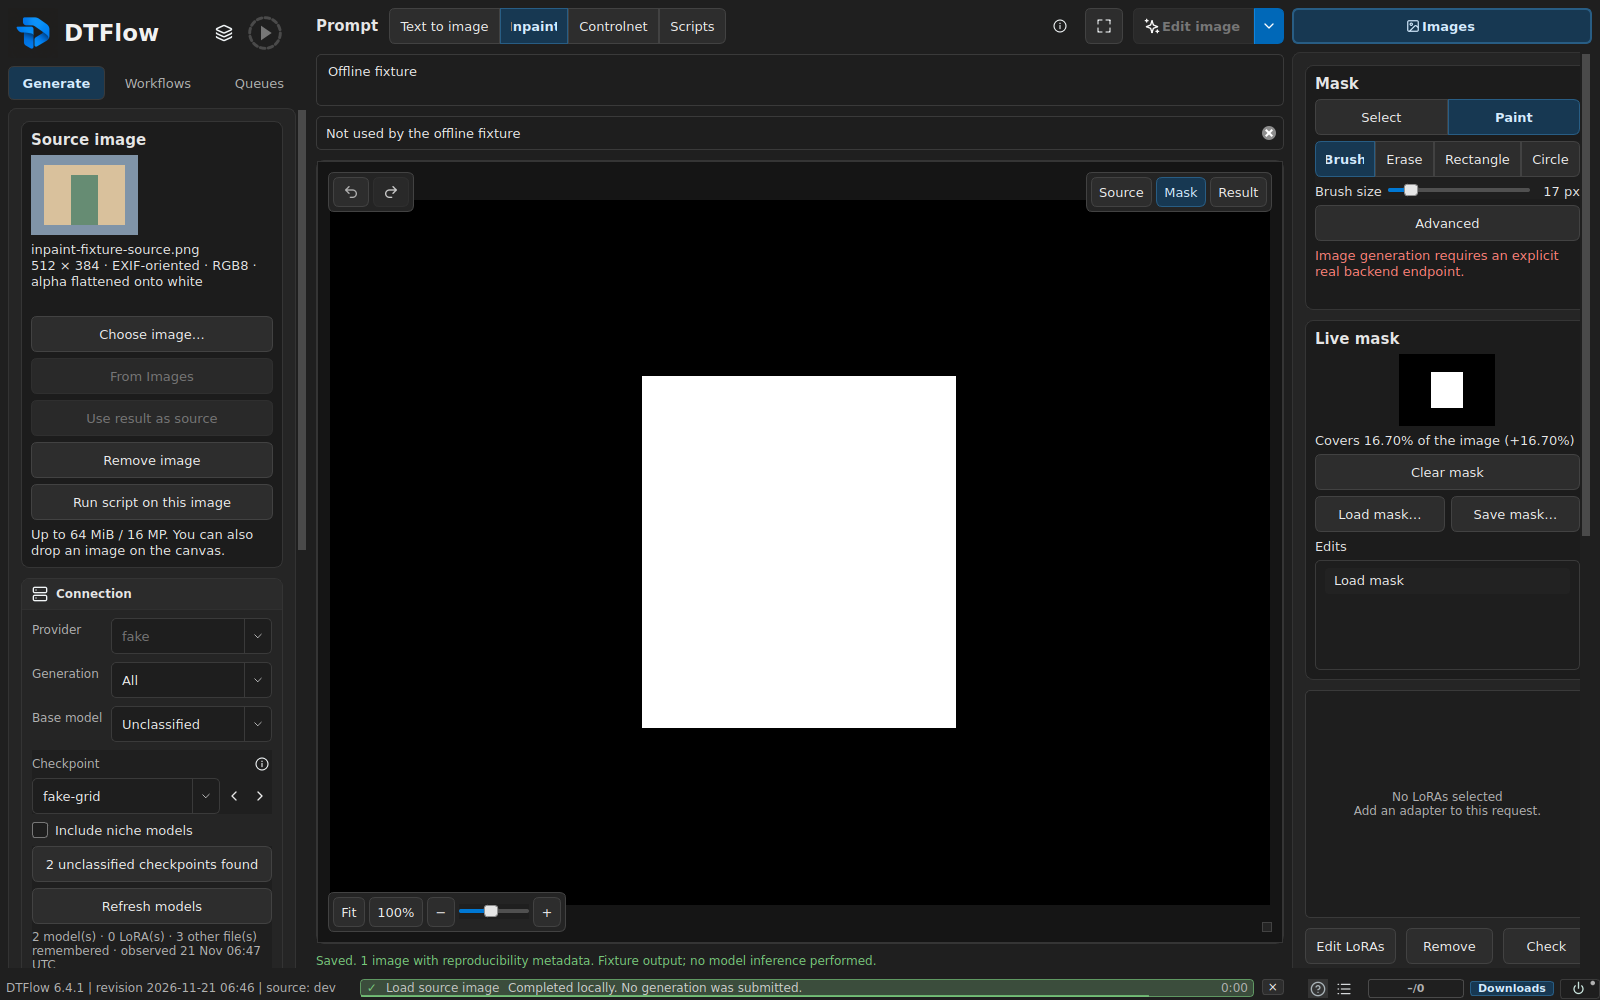 DTFlow
Generate
Workflows
Queues
Source image
inpaint-fixture-source.png
512 × 384 · EXIF-oriented · RGB8 ·
alpha flattened onto white
Choose image…
From Images
Use result as source
Remove image
Run script on this image
Up to 64 MiB / 16 MP. You can also
drop an image on the canvas.
Connection
Provider
fake
Generation
All
Base model
Unclassified
Checkpoint
fake-grid
Include niche models
2 unclassified checkpoints found
Refresh models
2 model(s) · 0 LoRA(s) · 3 other file(s)
remembered · observed 21 Nov 06:47
UTC
Prompt
Text to image
Inpaint
Controlnet
Scripts
Edit image
Offline fixture
Not used by the offline fixture
Source
Mask
Result
Fit
100%
−
+
Saved. 1 image with reproducibility metadata. Fixture output; no model inference performed.
Images
Mask
Select
Paint
Brush
Erase
Rectangle
Circle
Brush size
17 px
Advanced
Image generation requires an explicit
real backend endpoint.
Live mask
Covers 16.70% of the image (+16.70%)
Clear mask
Load mask…
Save mask…
Edits
Load mask
No LoRAs selected
Add an adapter to this request.
Edit LoRAs
Remove
Check
DTFlow 6.4.1 | revision 2026-11-21 06:46 | source: dev
✓ Load source image Completed locally. No generation was submitted. 0:00
-/0
Downloads